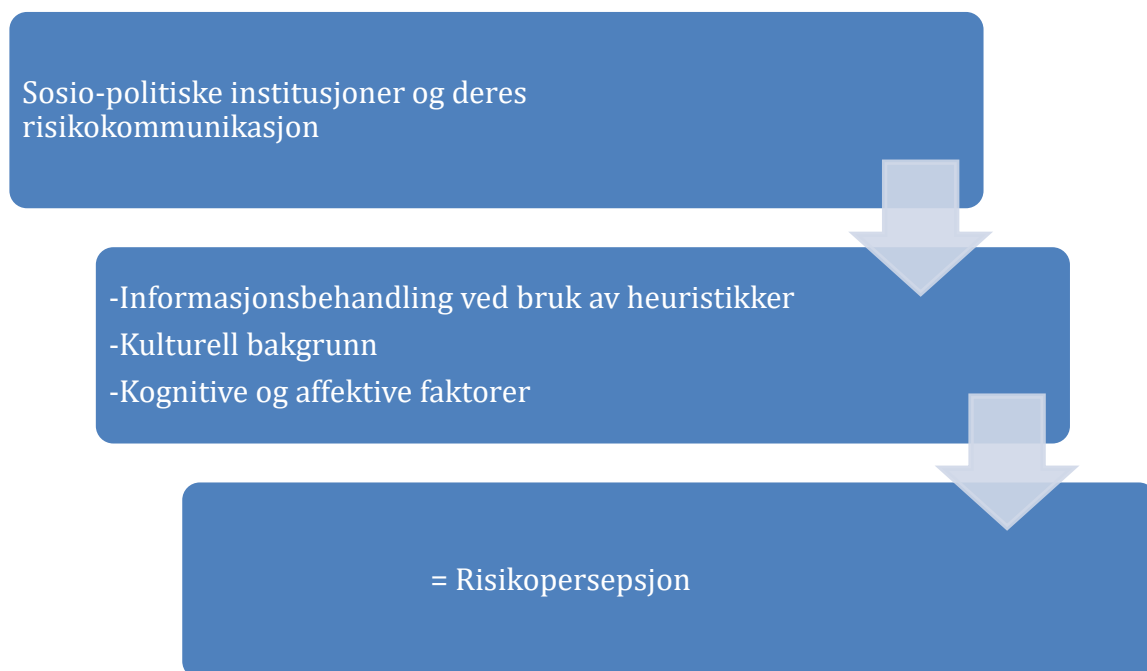 Sosio-politiske institusjoner og deres
risikokommunikasjon
-Informasjonsbehandling ved bruk av heuristikker
-Kulturell bakgrunn
-Kognitive og affektive faktorer
= Risikopersepsjon